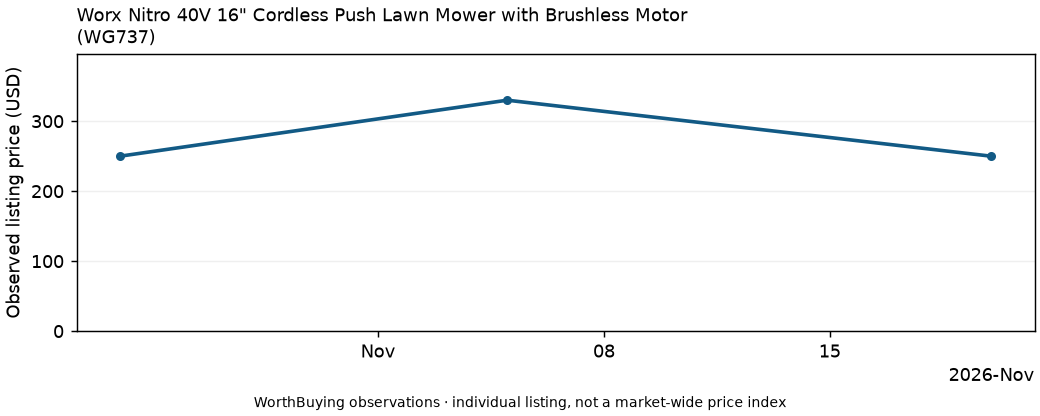 Worx Nitro 40V 16" Cordless Push Lawn Mower with Brushless Motor
(WG737)
Observed listing price (USD)
300
200
100
0
Nov
08
15
2026-Nov
WorthBuying observations · individual listing, not a market-wide price index